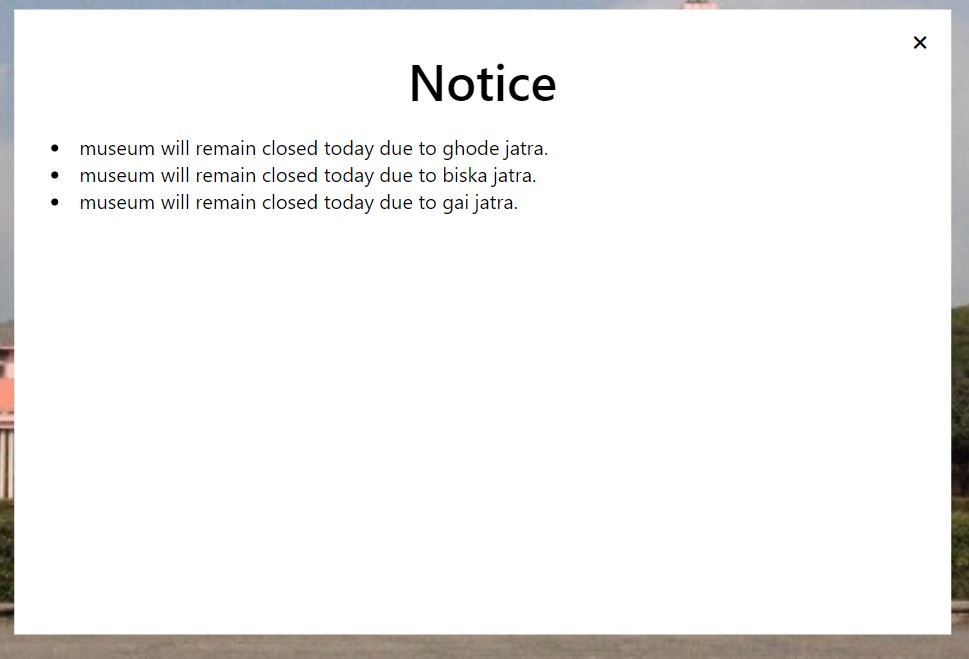 Notice
museum will remain closed today due to ghode jatra.
museum will remain closed today due to biska jatra.
museum will remain closed today due to gai jatra.